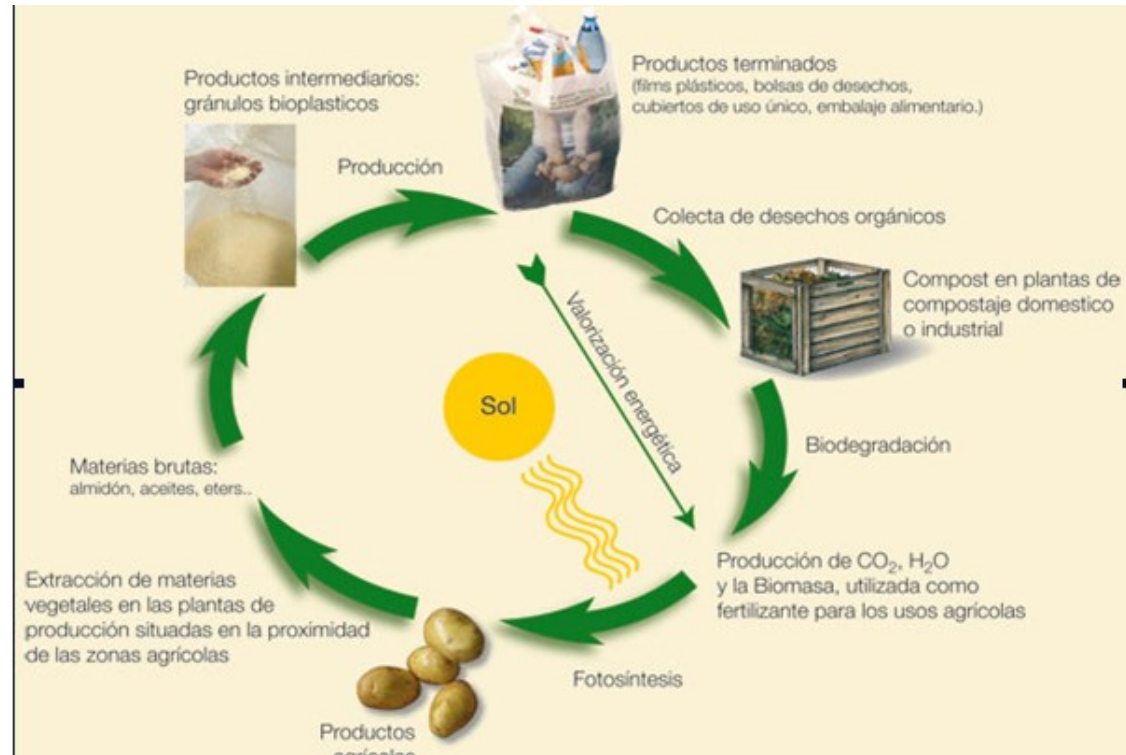 Productos intermediarios:
gránulos bioplasticos
Producción
Productos terminados
(films plásticos, bolsas de desechos,
cubiertos de uso único, embalaje alimentario.)
Colecta de desechos orgánicos
Compost en plantas de
compostaje domestico
o industrial
Biodegradación
Valorización energética
Sol
Producción de CO₂, H₂O
y la Biomasa, utilizada como
fertilizante para los usos agrícolas
Fotosíntesis
Productos
agrícolas
Extracción de materias
vegetales en las plantas de
producción situadas en la proximidad
de las zonas agrícolas
Materias brutas:
almidón, aceites, eters..